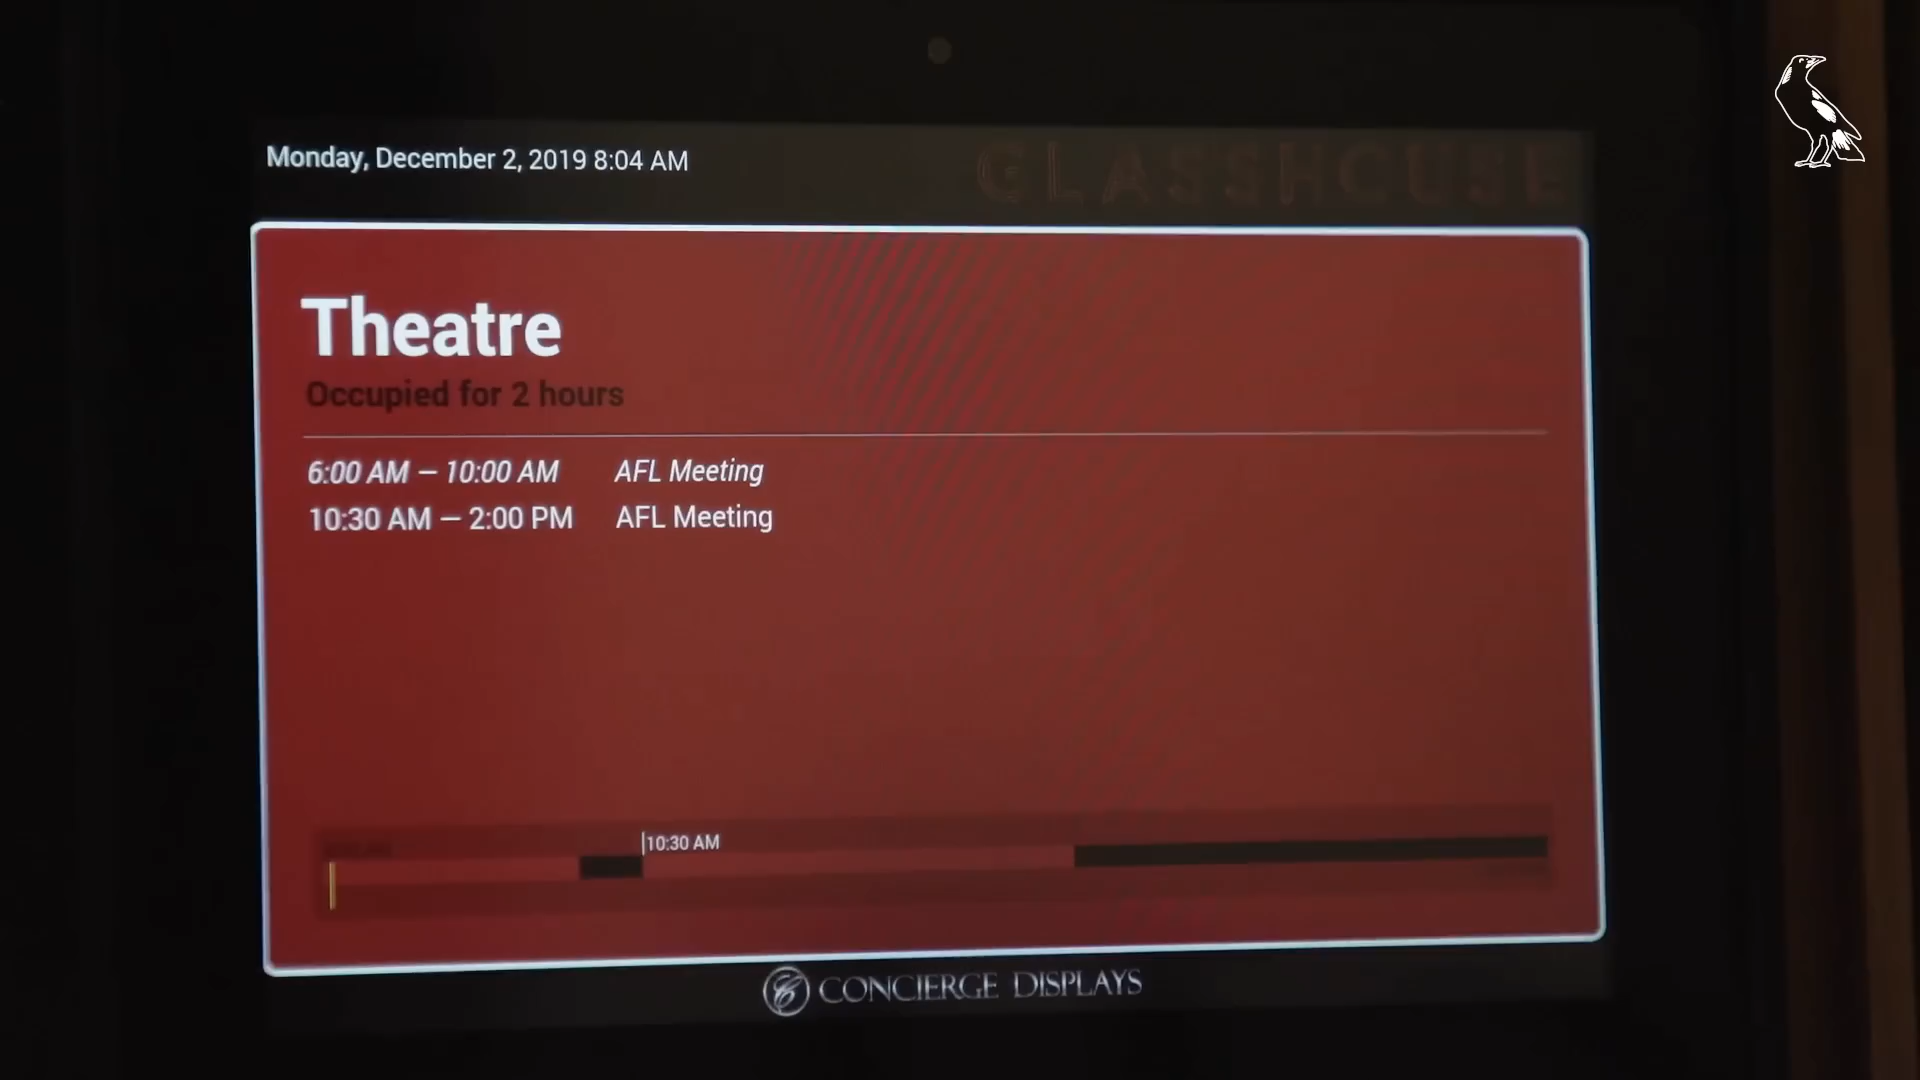 Monday, December 2, 2019 8:04 AM
GLASSHOUSE
Theatre
Occupied for 2 hours
6:00 AM — 10:00 AM AFL Meeting
10:30 AM — 2:00 PM AFL Meeting
10:30 AM
CONCIERGE DISPLAYS